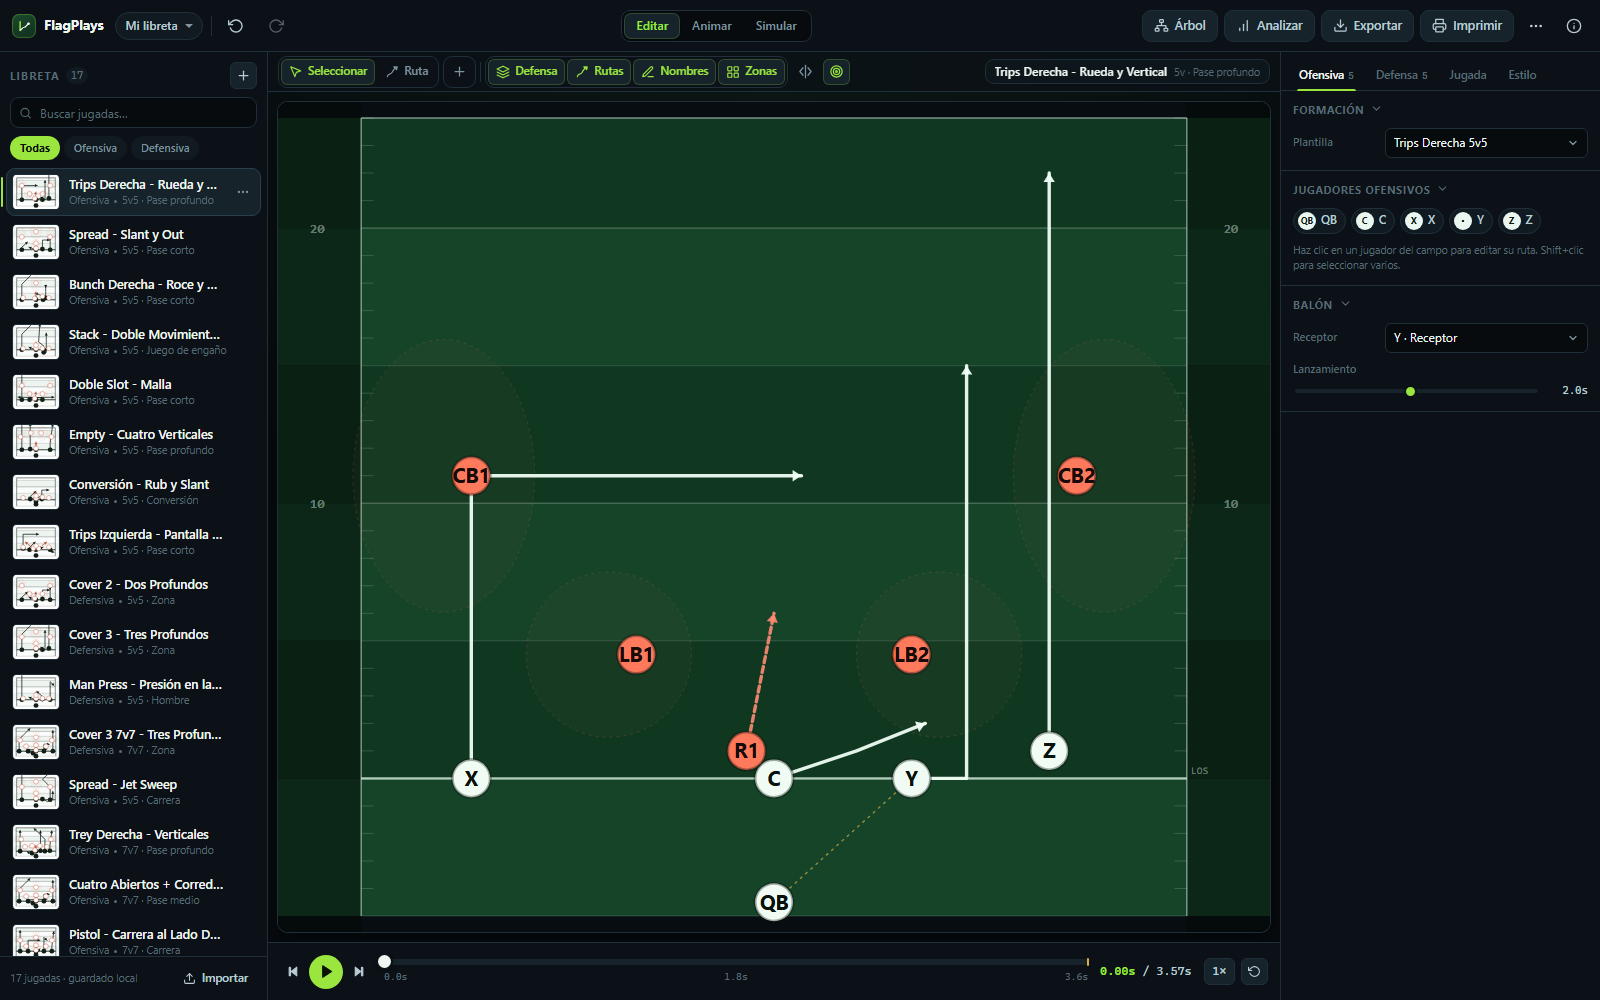 FlagPlays
Mi libreta
Editar
Animar
Simular
Árbol
Analizar
Exportar
Imprimir
LIBRETA 17
Buscar jugadas...
Todas
Ofensiva
Defensiva
Trips Derecha - Rueda y ...
Ofensiva • 5v5 · Pase profundo
Spread - Slant y Out
Ofensiva • 5v5 · Pase corto
Bunch Derecha - Roce y ...
Ofensiva • 5v5 · Pase corto
Stack - Doble Movimient...
Ofensiva • 5v5 · Juego de engaño
Doble Slot - Malla
Ofensiva • 5v5 · Pase corto
Empty - Cuatro Verticales
Ofensiva • 5v5 · Pase profundo
Conversión - Rub y Slant
Ofensiva • 5v5 · Conversión
Trips Izquierda - Pantalla ...
Ofensiva • 5v5 · Pase corto
Cover 2 - Dos Profundos
Defensiva • 5v5 · Zona
Cover 3 - Tres Profundos
Defensiva • 5v5 · Zona
Man Press - Presión en la...
Defensiva • 5v5 · Hombre
Cover 3 7v7 - Tres Profun...
Defensiva • 7v7 · Zona
Spread - Jet Sweep
Ofensiva • 5v5 · Carrera
Trey Derecha - Verticales
Ofensiva • 7v7 · Pase profundo
Cuatro Abiertos + Corred...
Ofensiva • 7v7 · Pase medio
Pistol - Carrera al Lado D...
Ofensiva • 7v7 · Carrera
17 jugadas · guardado local
Importar
Seleccionar
Ruta
Defensa
Rutas
Nombres
Zonas
Trips Derecha - Rueda y Vertical 5v · Pase profundo
20
20
CB1
CB2
10
10
LB1
LB2
R1
Z
X
C
Y
LOS
QB
0.0s
1.8s
3.6s
0.00s / 3.57s
1×
Ofensiva 5
Defensa 5
Jugada
Estilo
FORMACIÓN
Plantilla
Trips Derecha 5v5
JUGADORES OFENSIVOS
QB QB
C C
X X
· Y
Z Z
Haz clic en un jugador del campo para editar su ruta. Shift+clic
para seleccionar varios.
BALÓN
Receptor
Y · Receptor
Lanzamiento
2.0s